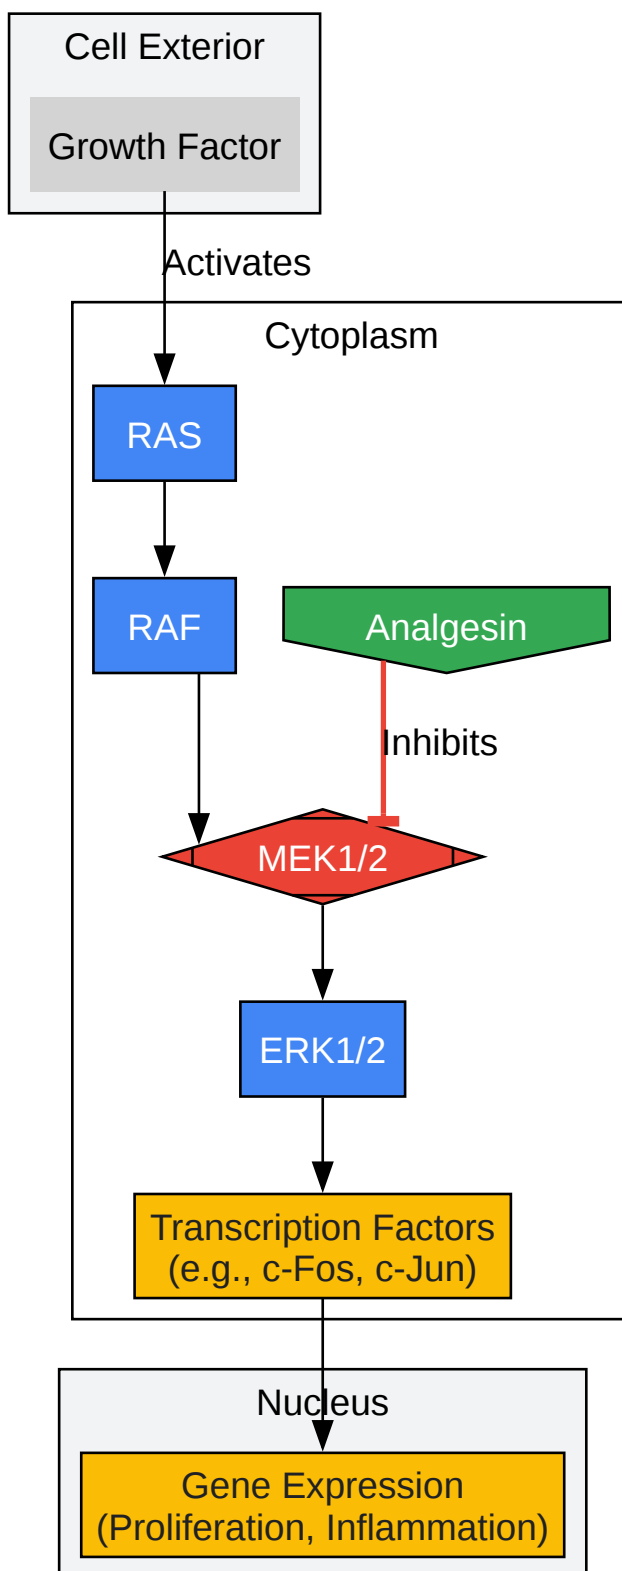 Cell Exterior
Growth Factor
Activates
Cytoplasm
RAS
RAF
Analgesin
Inhibits
MEK1/2
ERK1/2
Transcription Factors
(e.g., c-Fos, c-Jun)
Nucleus
Gene Expression
(Proliferation, Inflammation)